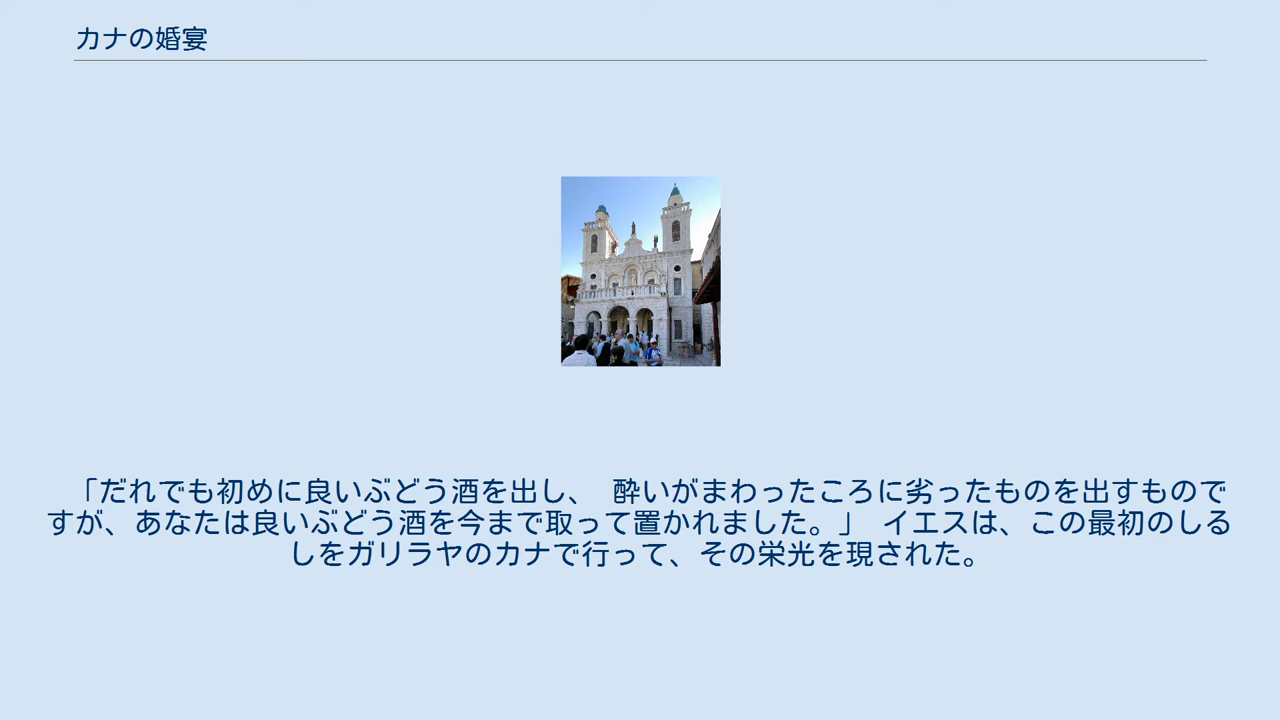 カナの婚宴
「だれでも初めに良いぶどう酒を出し、 酔いがまわったころに劣ったものを出すもので
すが、あなたは良いぶどう酒を今まで取って置かれました。」 イエスは、この最初のしる
しをガリラヤのカナで行って、その栄光を現された。